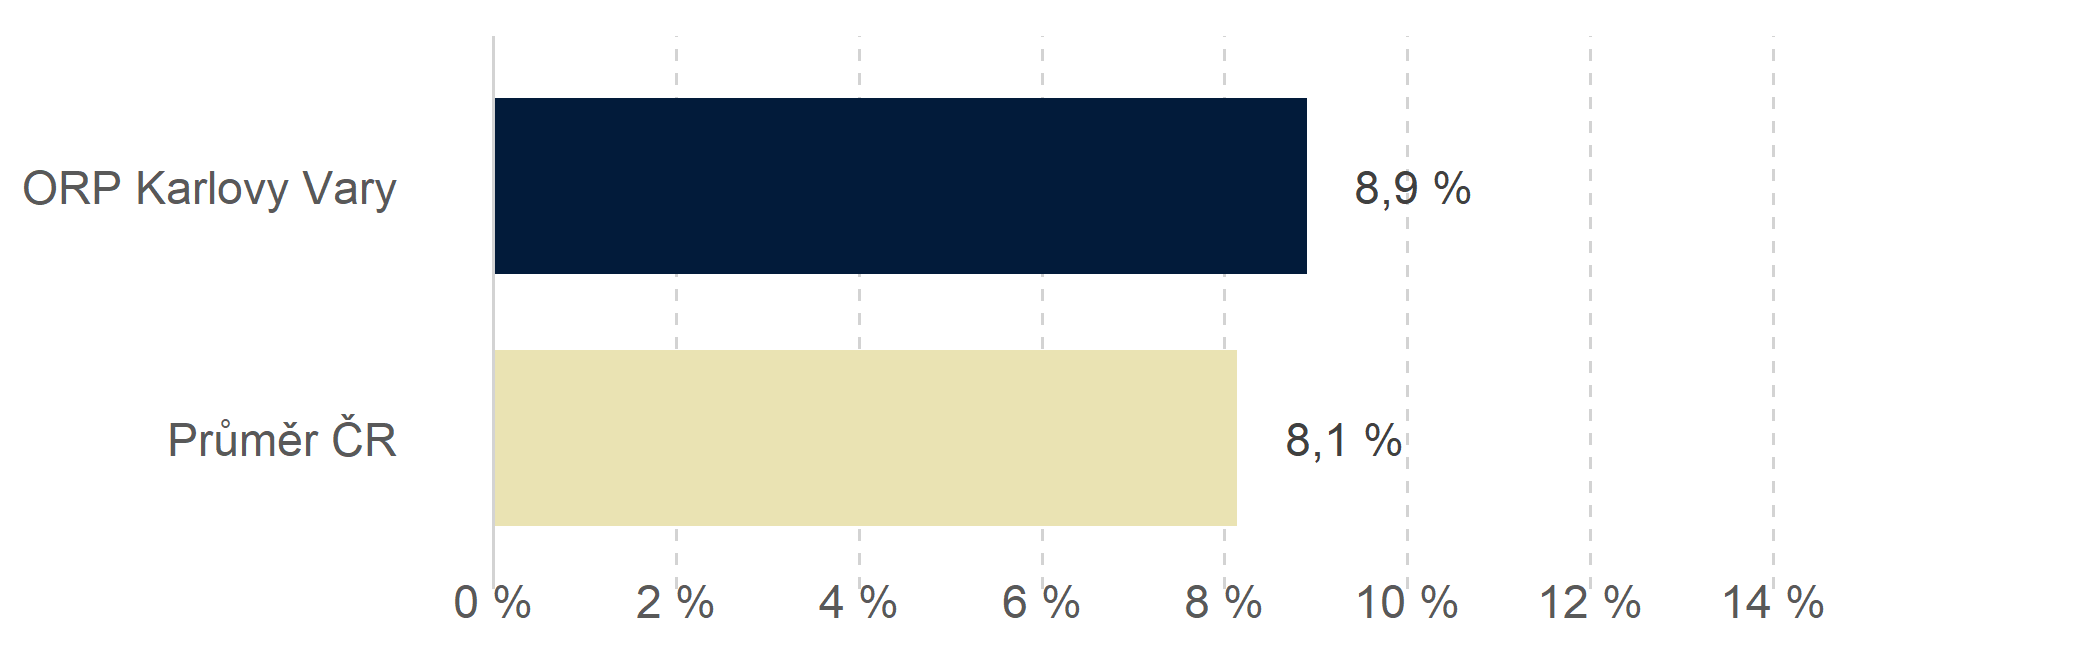 ORP Karlovy Vary
8,9 %
Průměr ČR
8,1 %
0 % 2 % 4 % 6 % 8 % 10 % 12 % 14 %